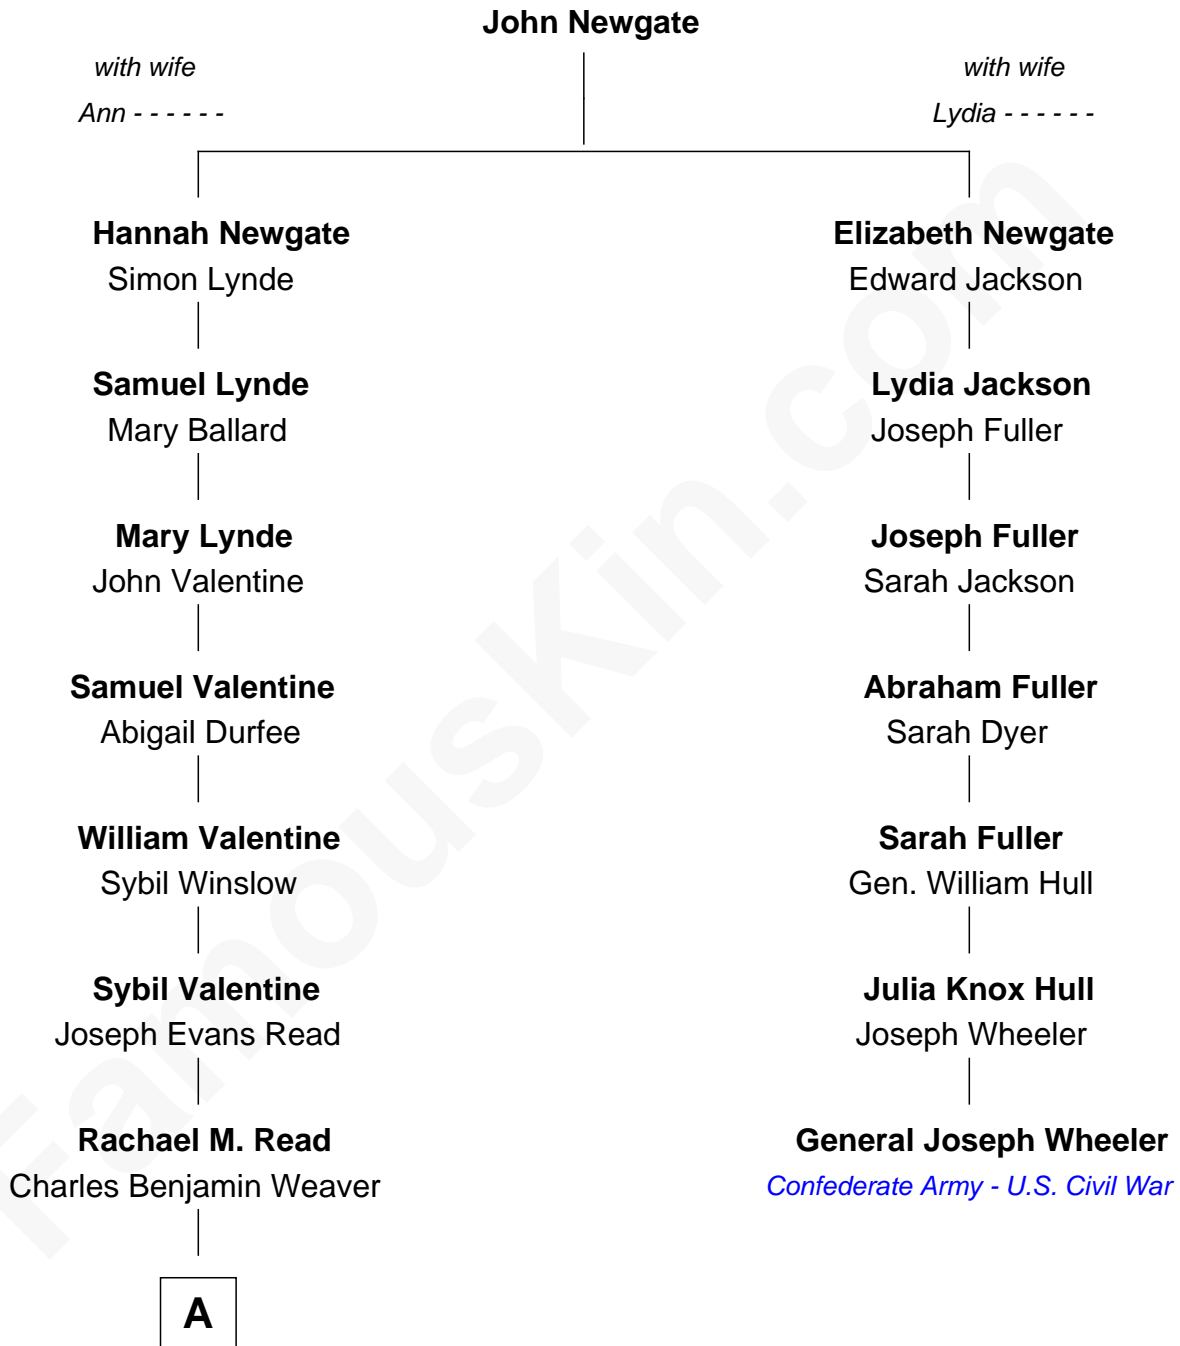 John Newgate
with wife
Ann - - - - - -
with wife
Lydia - - - - - -
Hannah Newgate
Simon Lynde
Samuel Lynde
Mary Ballard
Mary Lynde
John Valentine
Samuel Valentine
Abigail Durfee
William Valentine
Sybil Winslow
Sybil Valentine
Joseph Evans Read
Rachael M. Read
Charles Benjamin Weaver
A
Elizabeth Newgate
Edward Jackson
Lydia Jackson
Joseph Fuller
Joseph Fuller
Sarah Jackson
Abraham Fuller
Sarah Dyer
Sarah Fuller
Gen. William Hull
Julia Knox Hull
Joseph Wheeler
General Joseph Wheeler
Confederate Army - U.S. Civil War
FamousKin.com